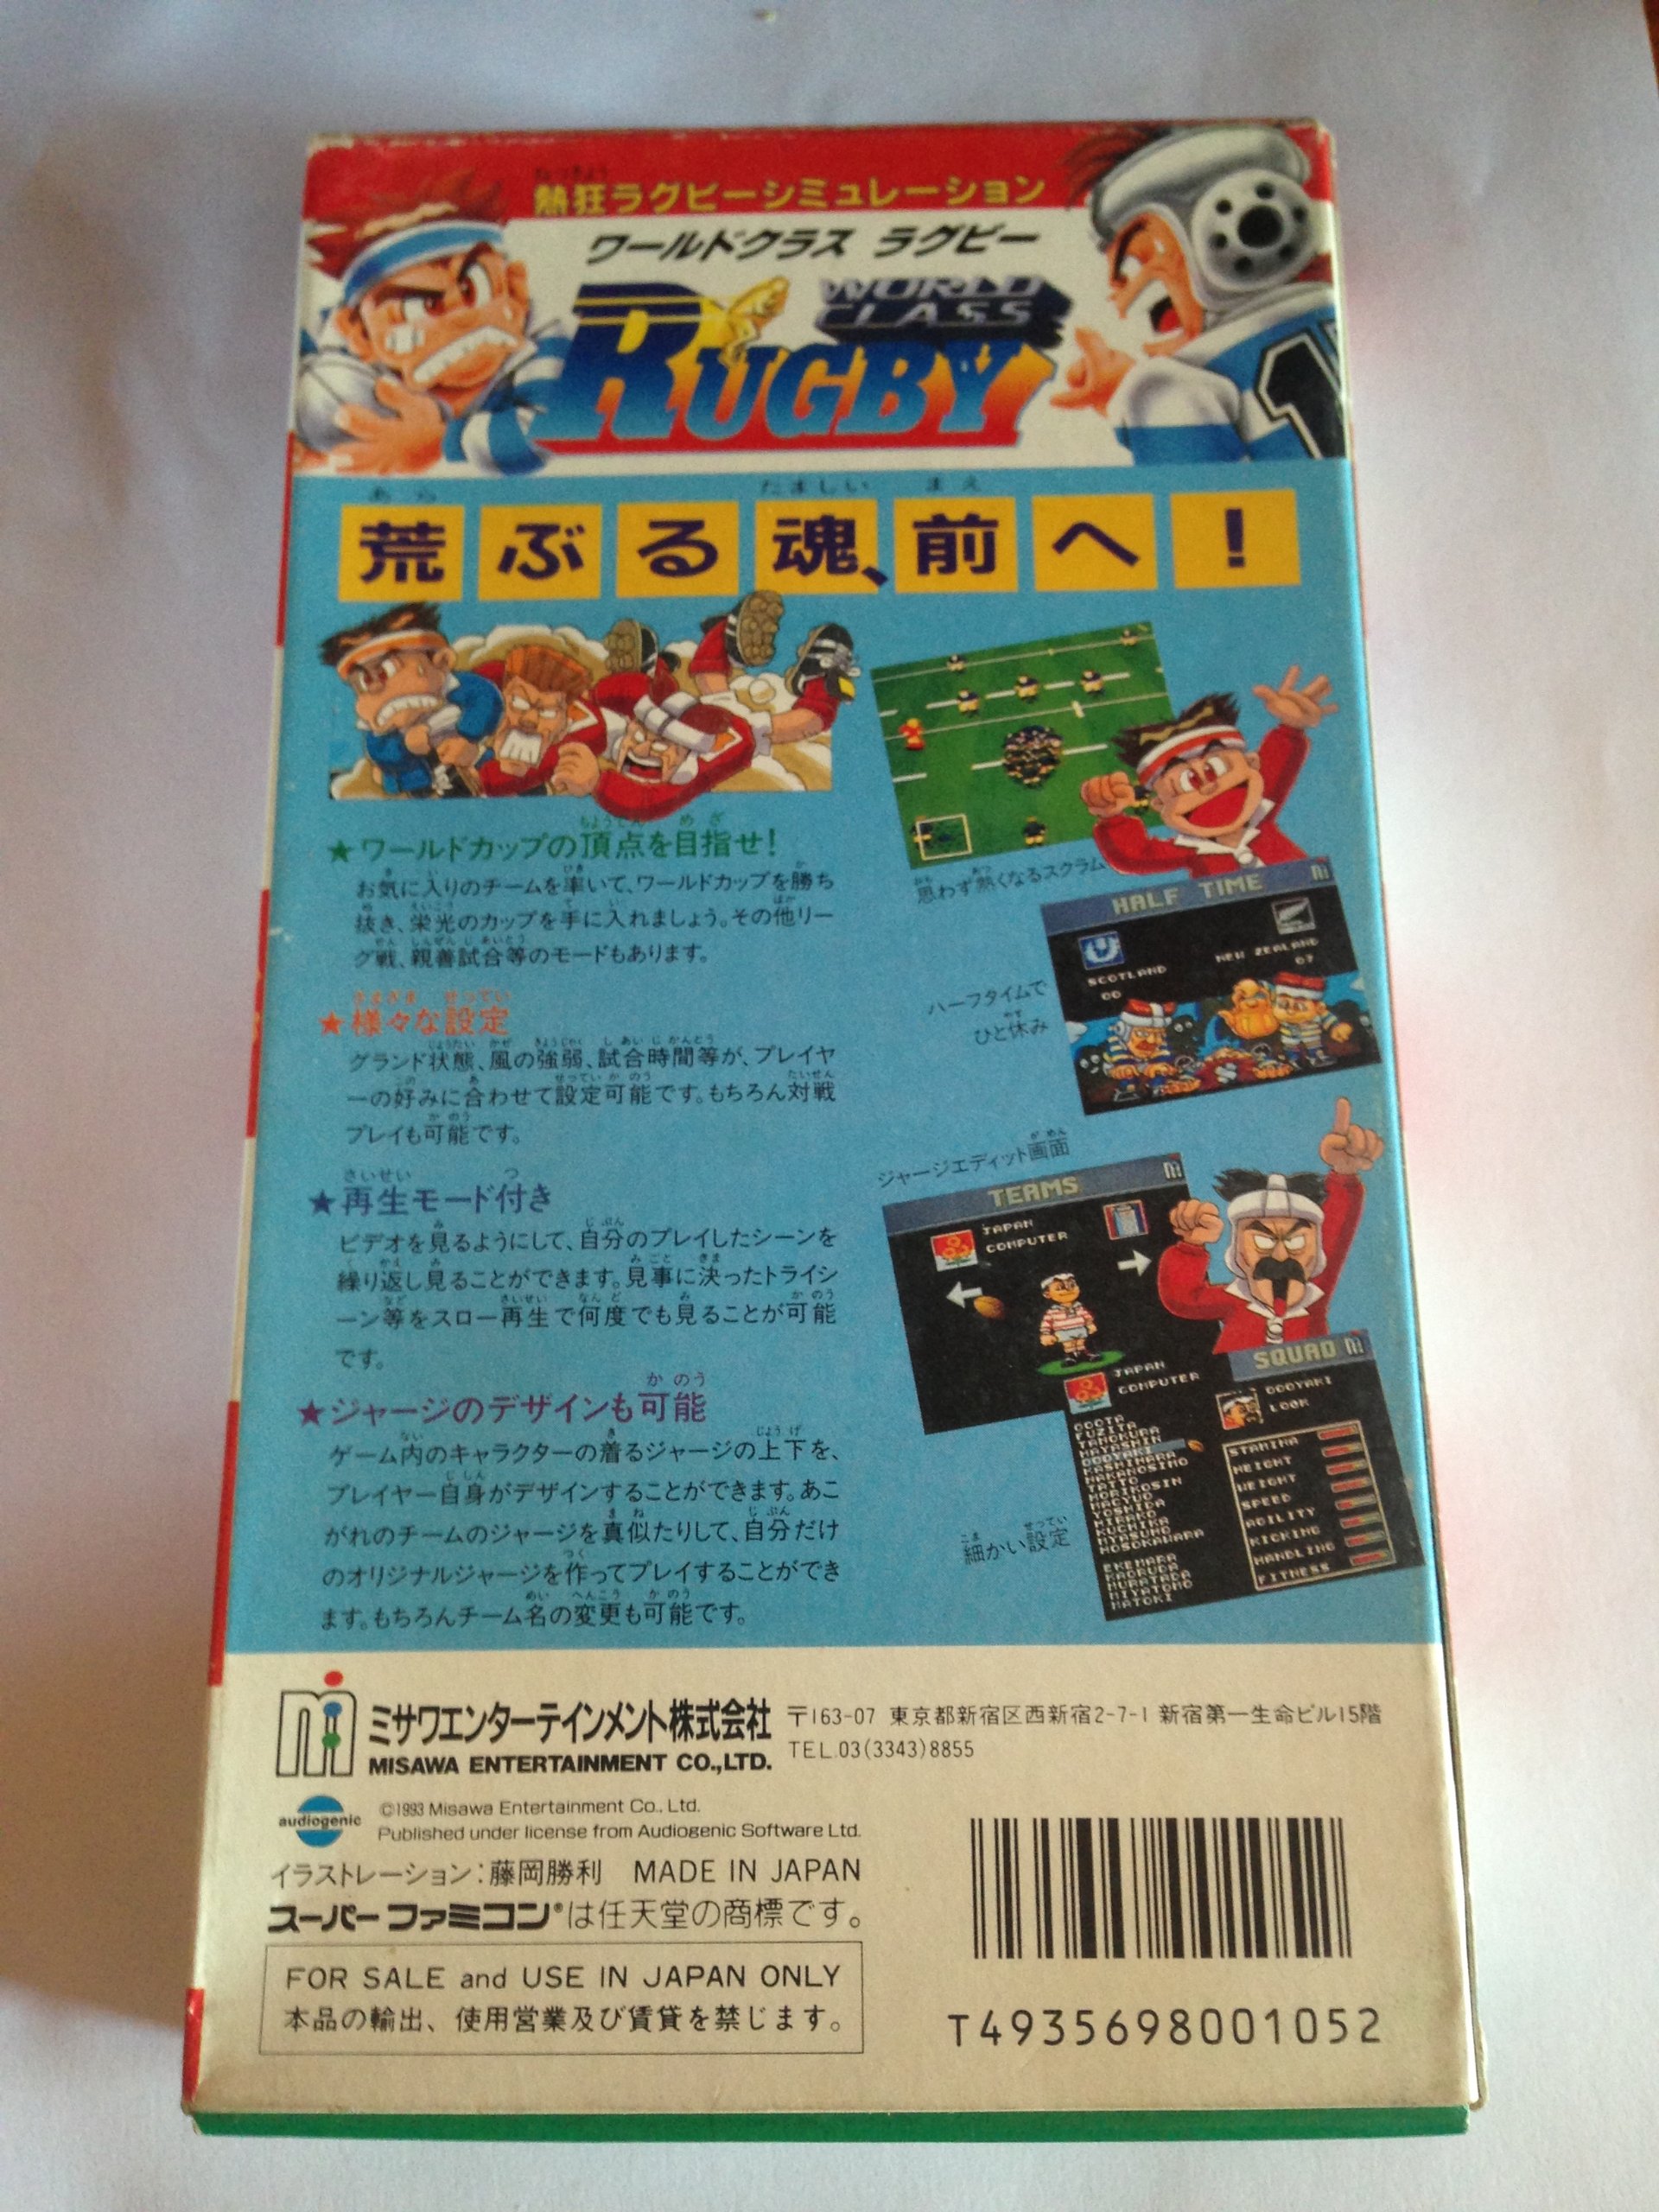 熱狂ラグビーシミュレーション
ワールドクラス ラグビー
WORLD CLASS
RUGBY
荒ぶる魂、前へ!
★ワールドカップの頂点を目指せ!
お気に入りのチームを率いて、ワールドカップを勝ち
抜き、栄光のカップを手に入れましょう。その他リー
グ戦、親善試合等のモードもあります。
★様々な設定
グランド状態、風の強弱、試合時間等が、プレイヤ
ーの好みに合わせて設定可能です。もちろん対戦
プレイも可能です。
★再生モード付き
ビデオを見るようにして、自分のプレイしたシーンを
繰り返し見ることができます。見事に決ったトライシ
ーン等をスロー再生で何度でも見ることが可能
です。
★ジャージのデザインも可能
ゲーム内のキャラクターの着るジャージの上下を、
プレイヤー自身がデザインすることができます。あこ
がれのチームのジャージを真似たりして、自分だけ
のオリジナルジャージを作ってプレイすることができ
ます。もちろんチーム名の変更も可能です。
思わず熱くなるスクラム
HALF TIME
SCOTLAND
00
NEW ZEALAND
07
ハーフタイムで
ひと休み
ジャージエディット画面
TEAMS
JAPAN
COMPUTER
SQUAD
JAPAN
COMPUTER
OOOYAKI
LOCK
OOOTA
FUZITA
TANOKURA
HAYASHIN
OOOYAKI
KASHIHARA
NAKANOSIMO
TATTO
MORIKOSIN
MAGYUO
YOSHIDA
HIRAKO
KUCHIKA
MYASUMO
HOSOKAWARA
EKEMARA
KAORUDA
MURATADA
MIYATOMO
MATOKI
STAMINA
HEIGHT
WEIGHT
SPEED
AGILITY
KICKING
HANDLING
FITNESS
細かい設定
ミサワエンターテインメント株式会社
MISAWA ENTERTAINMENT CO.,LTD.
〒163-07 東京都新宿区西新宿2-7-1 新宿第一生命ビル15階
TEL.03(3343)8855
audiogenic
©1993 Misawa Entertainment Co., Ltd.
Published under license from Audiogenic Software Ltd.
イラストレーション:藤岡勝利 MADE IN JAPAN
スーパーファミコン®は任天堂の商標です。
FOR SALE and USE IN JAPAN ONLY
本品の輸出、使用営業及び賃貸を禁じます。
T4935698001052